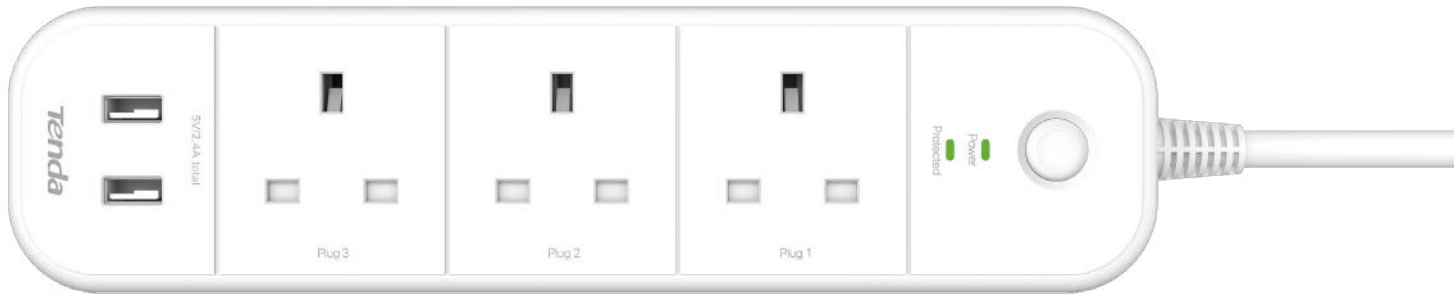 Tenda
5V/2.4A total
Plug 3
Plug 2
Plug 1
Protected
Power